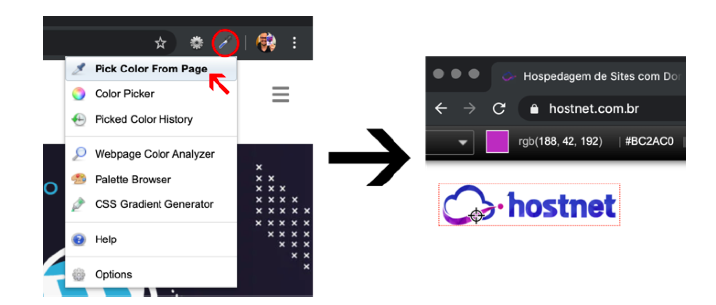 Pick Color From Page
Color Picker
Picked Color History
Webpage Color Analyzer
Palette Browser
CSS Gradient Generator
Help
Options
Hospedagem de Sites com Dor
hostnet.com.br
rgb(188, 42, 192) | #BC2AC0 |
hostnet